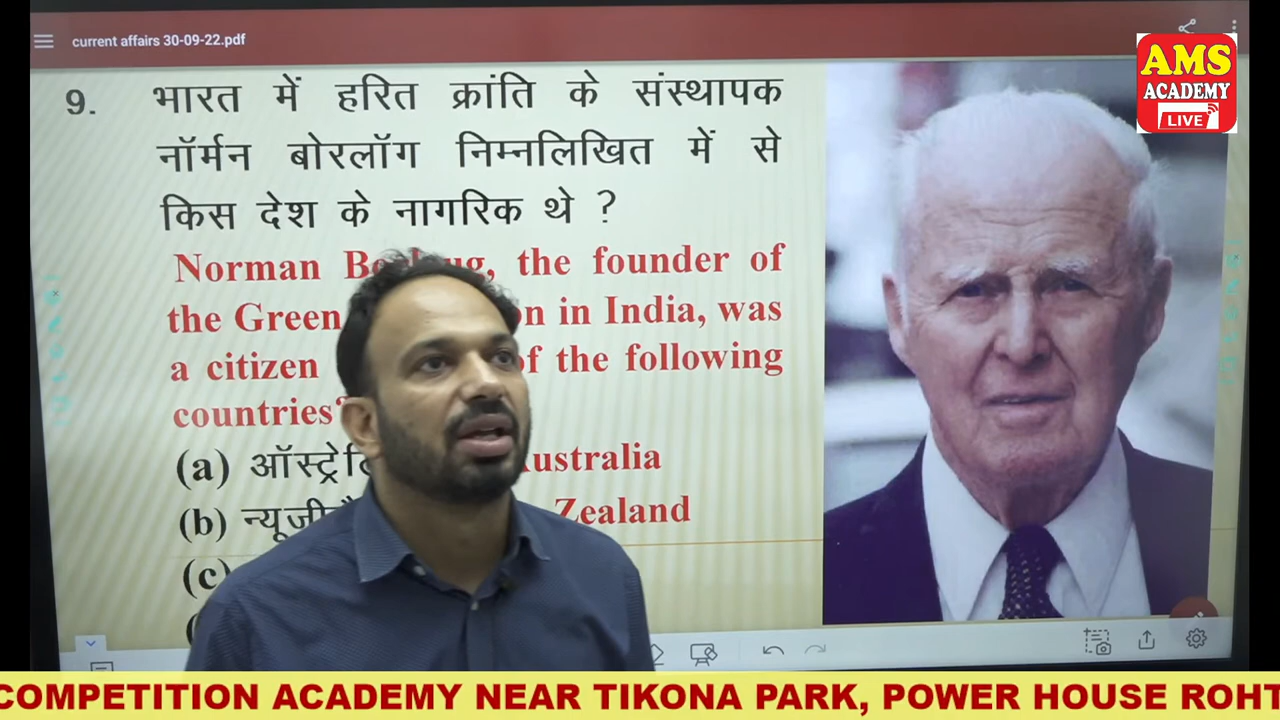 current affairs 30-09-22.pdf
AMS
ACADEMY
LIVE
9. भारत में हरित क्रांति के संस्थापक
नॉर्मन बोरलॉग निम्नलिखित में से
किस देश के नागरिक थे ?
Norman the founder of
the Green in India, was
a citizen of the following
countries?
(a) Australia
(b) Zealand
(c)
COMPETITION ACADEMY NEAR TIKONA PARK, POWER HOUSE ROHT